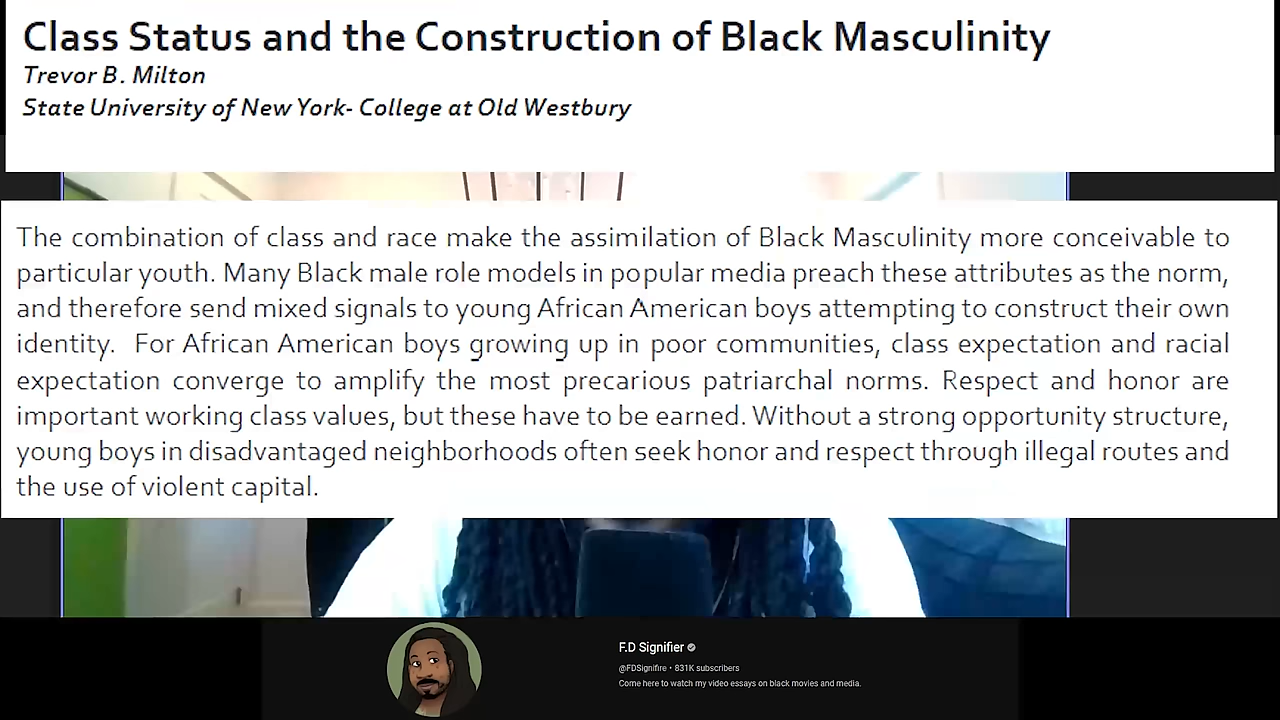 Class Status and the Construction of Black Masculinity
Trevor B. Milton
State University of New York- College at Old Westbury
The combination of class and race make the assimilation of Black Masculinity more conceivable to
particular youth. Many Black male role models in popular media preach these attributes as the norm,
and therefore send mixed signals to young African American boys attempting to construct their own
identity.  For African American boys growing up in poor communities, class expectation and racial
expectation converge to amplify the most precarious patriarchal norms. Respect and honor are
important working class values, but these have to be earned. Without a strong opportunity structure,
young boys in disadvantaged neighborhoods often seek honor and respect through illegal routes and
the use of violent capital.
F.D Signifier
@FDSignifire • 831K subscribers
Come here to watch my video essays on black movies and media.